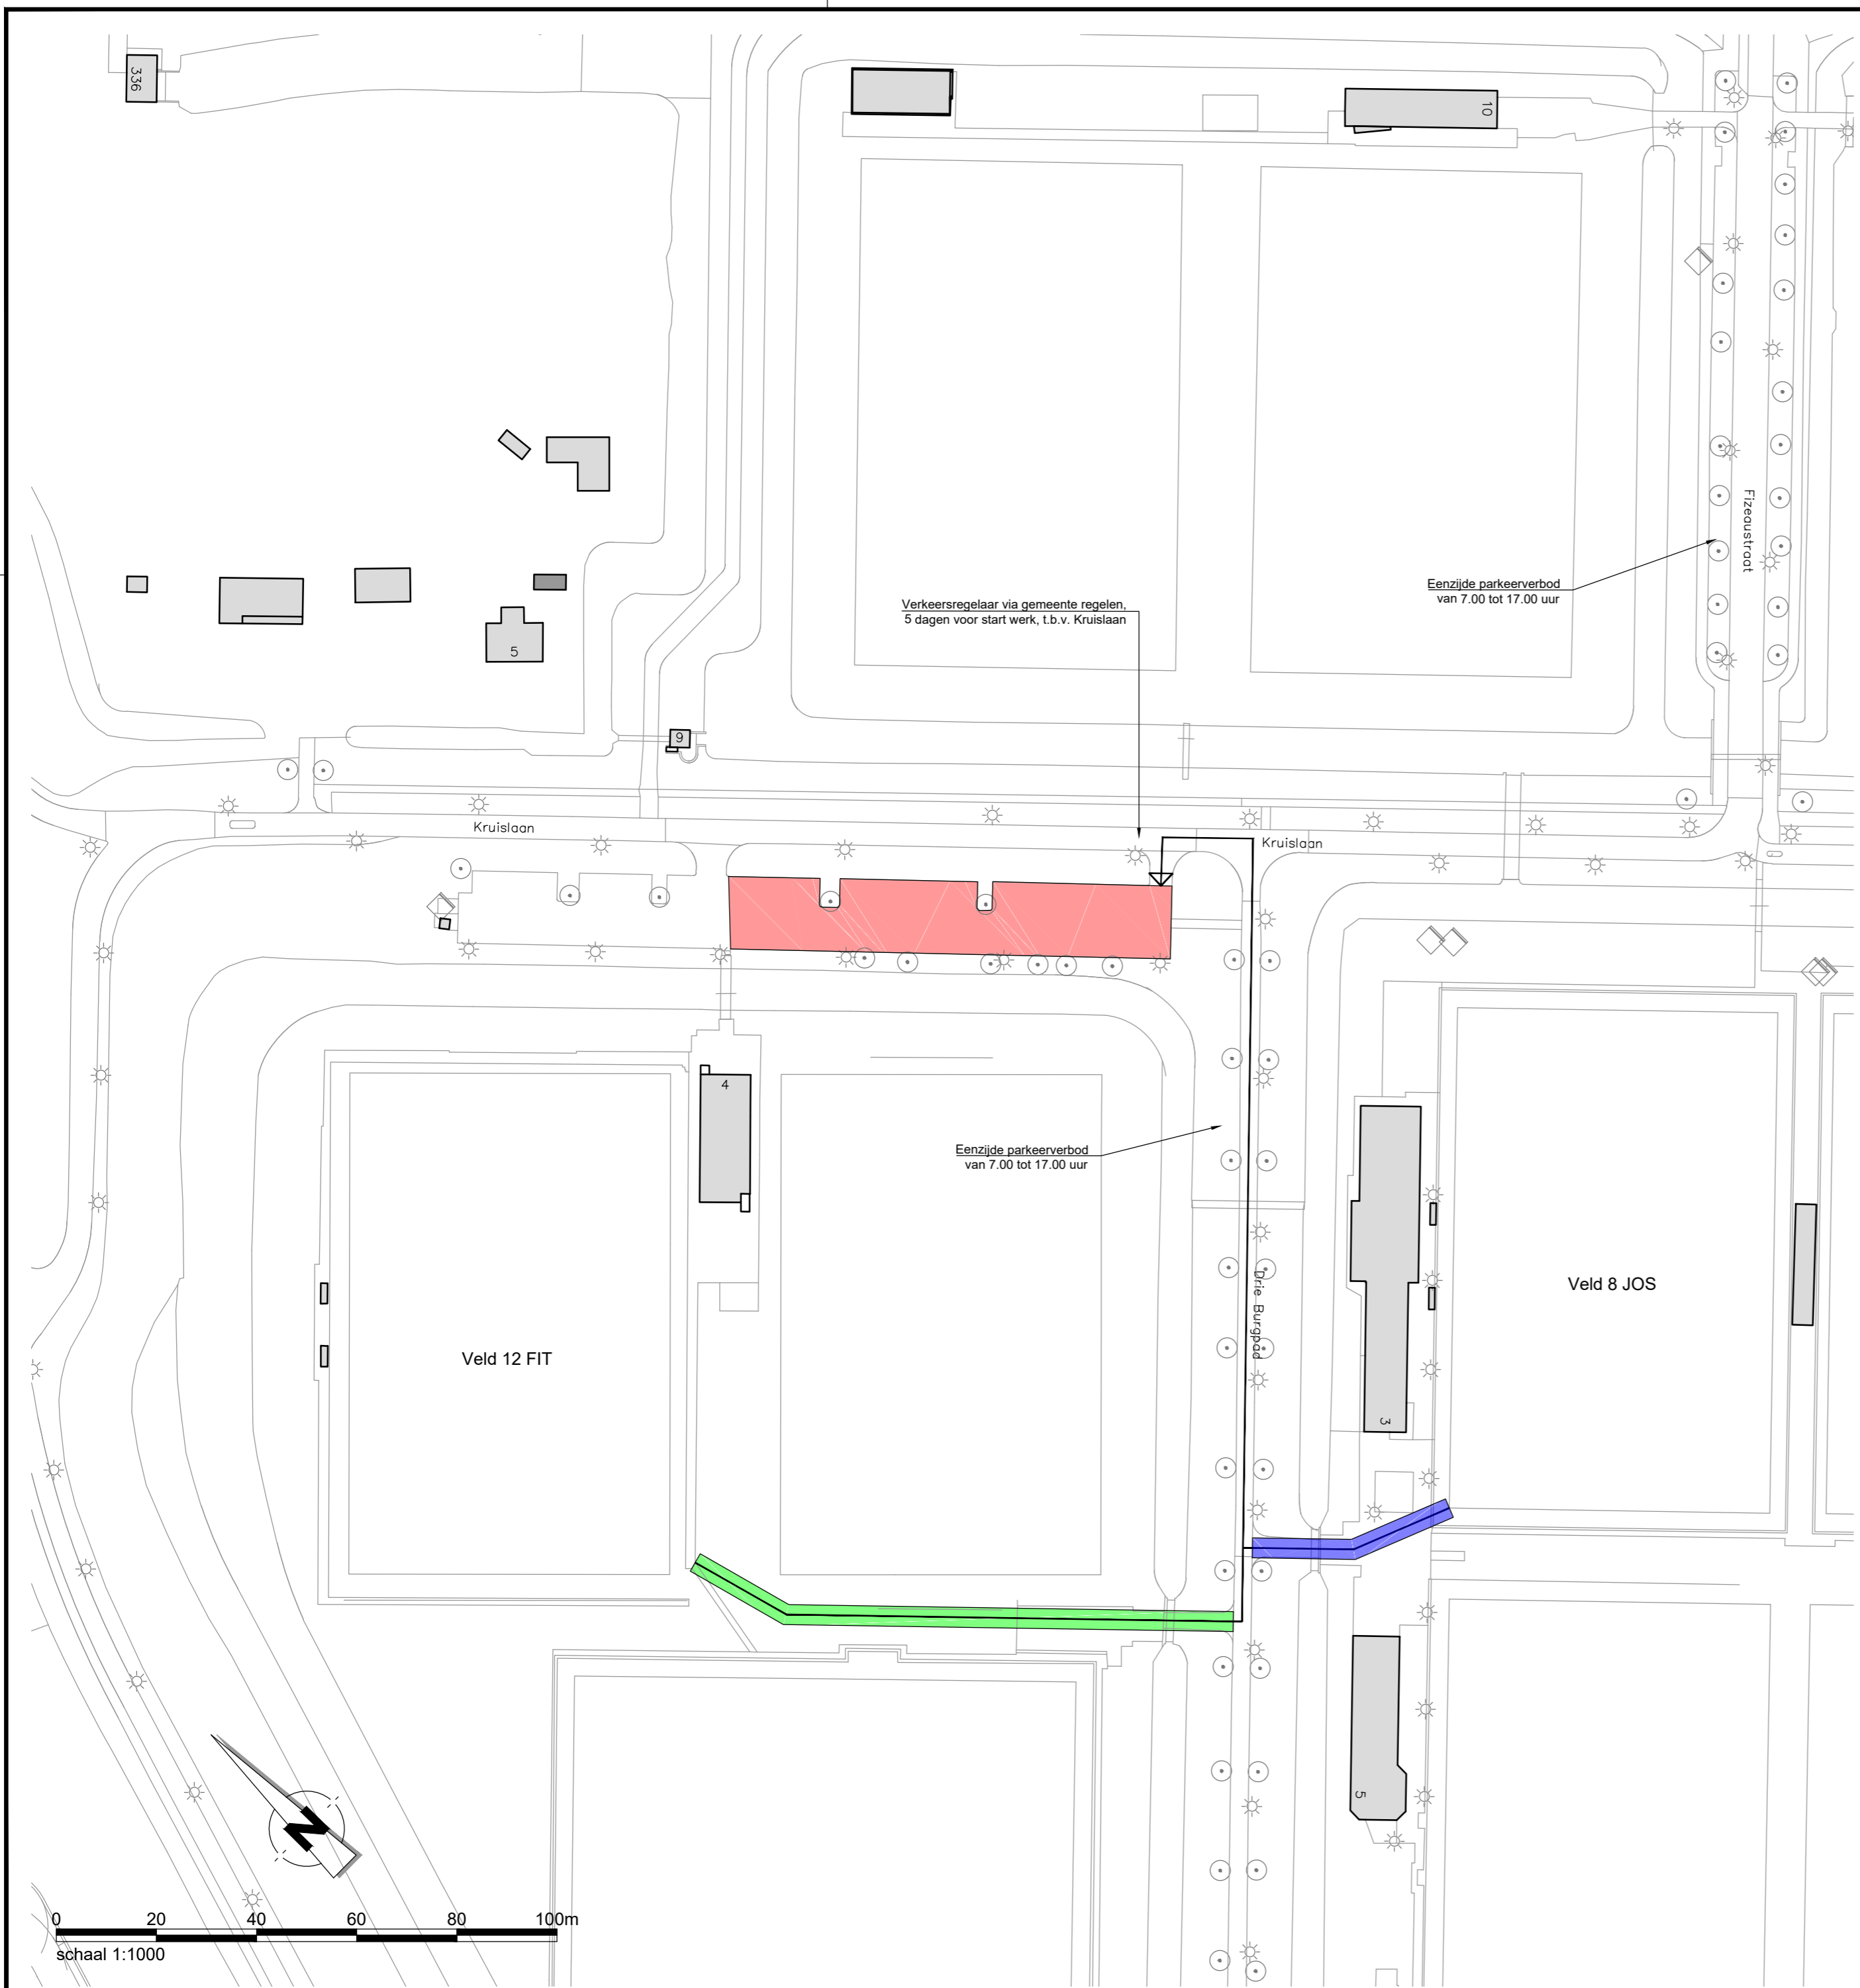 336
10
Fizeaustraat
Eenzijde parkeerverbod
van 7.00 tot 17.00 uur
Verkeersregelaar via gemeente regelen,
5 dagen voor start werk, t.b.v. Kruislaan
5
9
Kruislaan
Kruislaan
4
Eenzijde parkeerverbod
van 7.00 tot 17.00 uur
Drie Burgpad
Veld 8 JOS
Veld 12 FIT
3
5
N
0 20 40 60 80 100m
schaal 1:1000